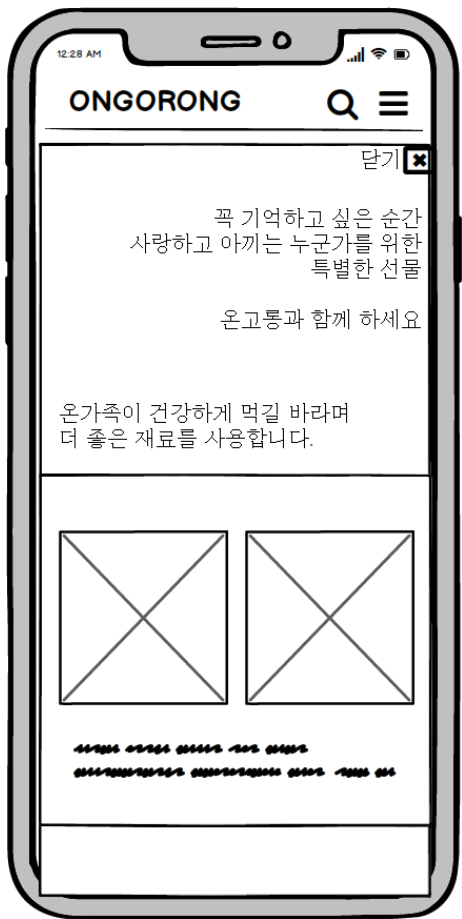 12:28 AM
ONGORONG
닫기
꼭 기억하고 싶은 순간
사랑하고 아끼는 누군가를 위한
특별한 선물
온고롱과 함께 하세요
온가족이 건강하게 먹길 바라며
더 좋은 재료를 사용합니다.